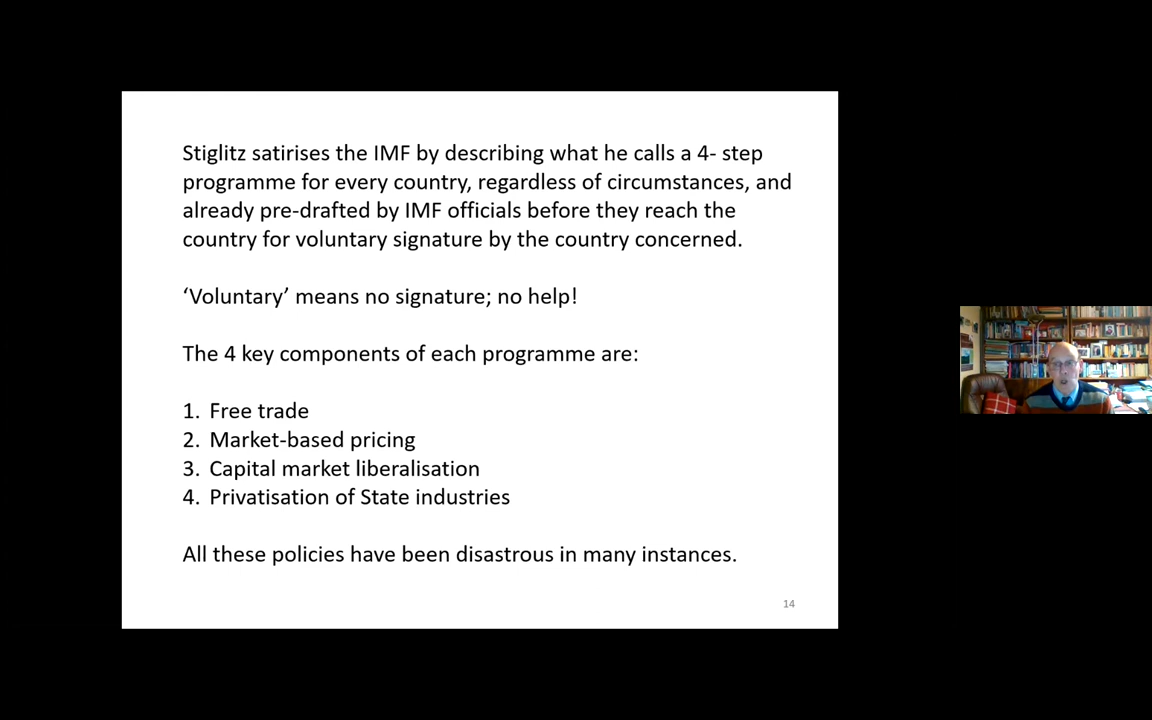 Stiglitz satirises the IMF by describing what he calls a 4- step
programme for every country, regardless of circumstances, and
already pre-drafted by IMF officials before they reach the
country for voluntary signature by the country concerned.
‘Voluntary’ means no signature; no help!
The 4 key components of each programme are:
1. Free trade
2. Market-based pricing
3. Capital market liberalisation
4. Privatisation of State industries
All these policies have been disastrous in many instances.
14